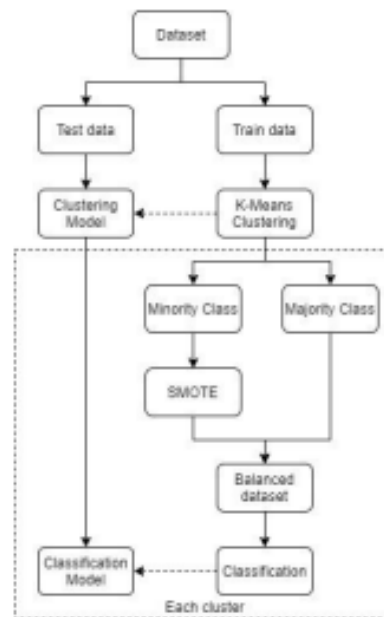 Dataset
Test data
Train data
Clustering
Model
K-Means
Clustering
Minority Class
Majority Class
SMOTE
Balanced
dataset
Classification
Model
Classification
Each cluster